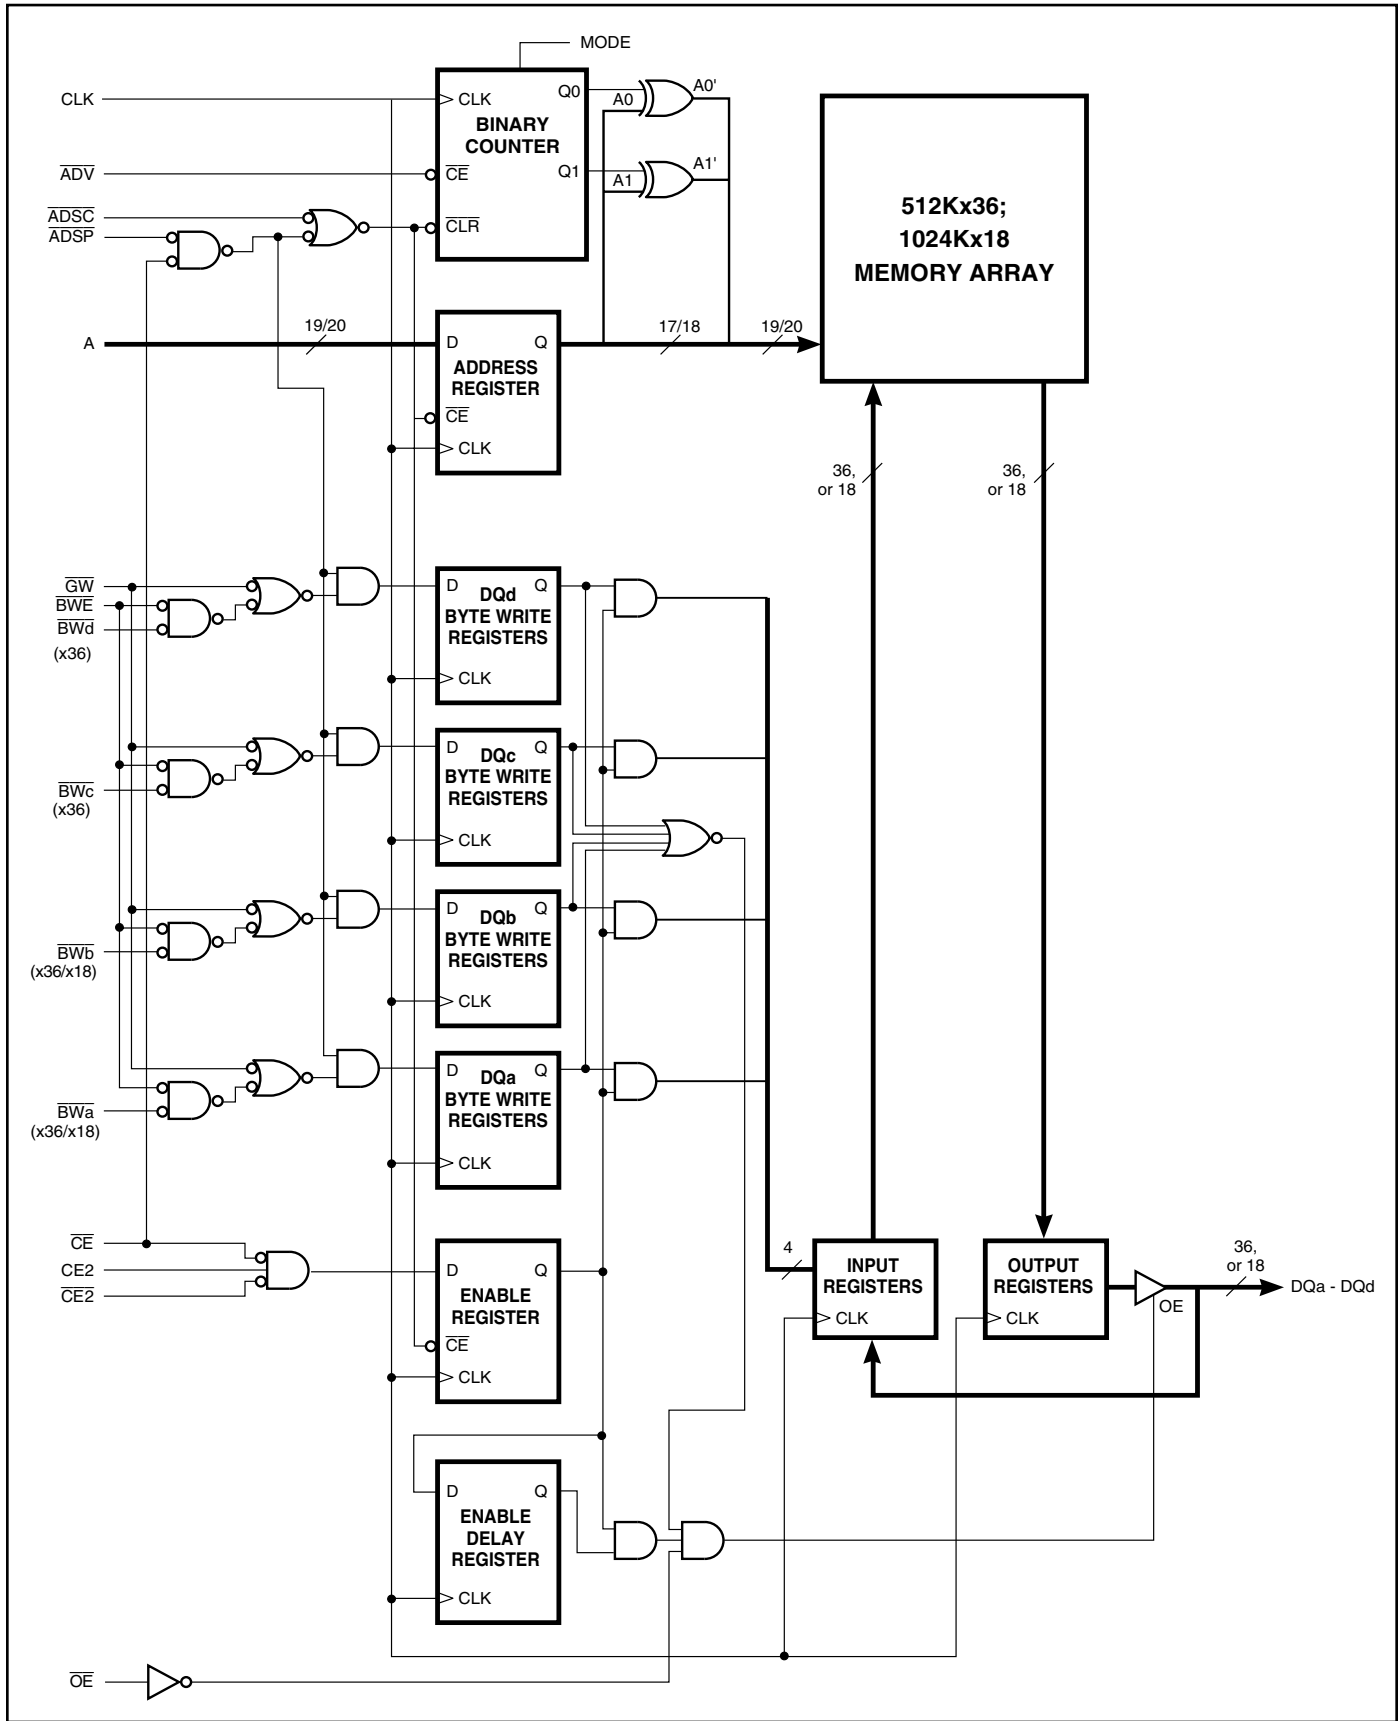 MODE
CLK
CLK
Q0
A0
A0'
BINARY
COUNTER
ADV
CE
Q1
A1
A1'
ADSC
ADSP
CLR
512Kx36;
1024Kx18
MEMORY ARRAY
A
19/20
D
Q
17/18
19/20
ADDRESS
REGISTER
CE
CLK
36,
or 18
36,
or 18
GW
BWE
BWd
(x36)
D
Q
DQd
BYTE WRITE
REGISTERS
CLK
BWc
(x36)
D
Q
DQc
BYTE WRITE
REGISTERS
CLK
BWb
(x36/x18)
D
Q
DQb
BYTE WRITE
REGISTERS
CLK
BWa
(x36/x18)
D
Q
DQa
BYTE WRITE
REGISTERS
CLK
CE
CE2
CE2
D
Q
ENABLE
REGISTER
CE
CLK
4
INPUT
REGISTERS
CLK
OUTPUT
REGISTERS
CLK
OE
36,
or 18
DQa - DQd
D
Q
ENABLE
DELAY
REGISTER
CLK
OE